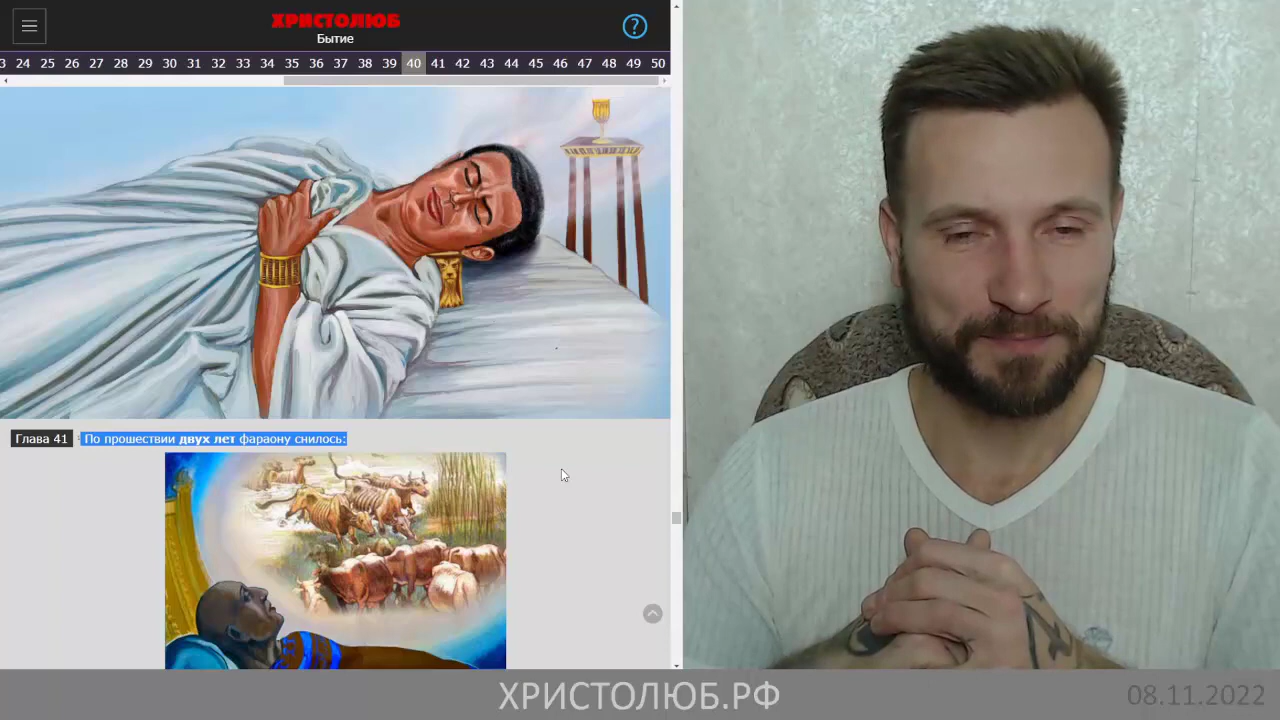 ХРИСТОЛЮБ
Бытие
3 24 25 26 27 28 29 30 31 32 33 34 35 36 37 38 39 40 41 42 43 44 45 46 47 48 49 50
?
Глава 41 По прошествии двух лет фараону снилось:
ХРИСТОЛЮБ.РФ
08.11.2022